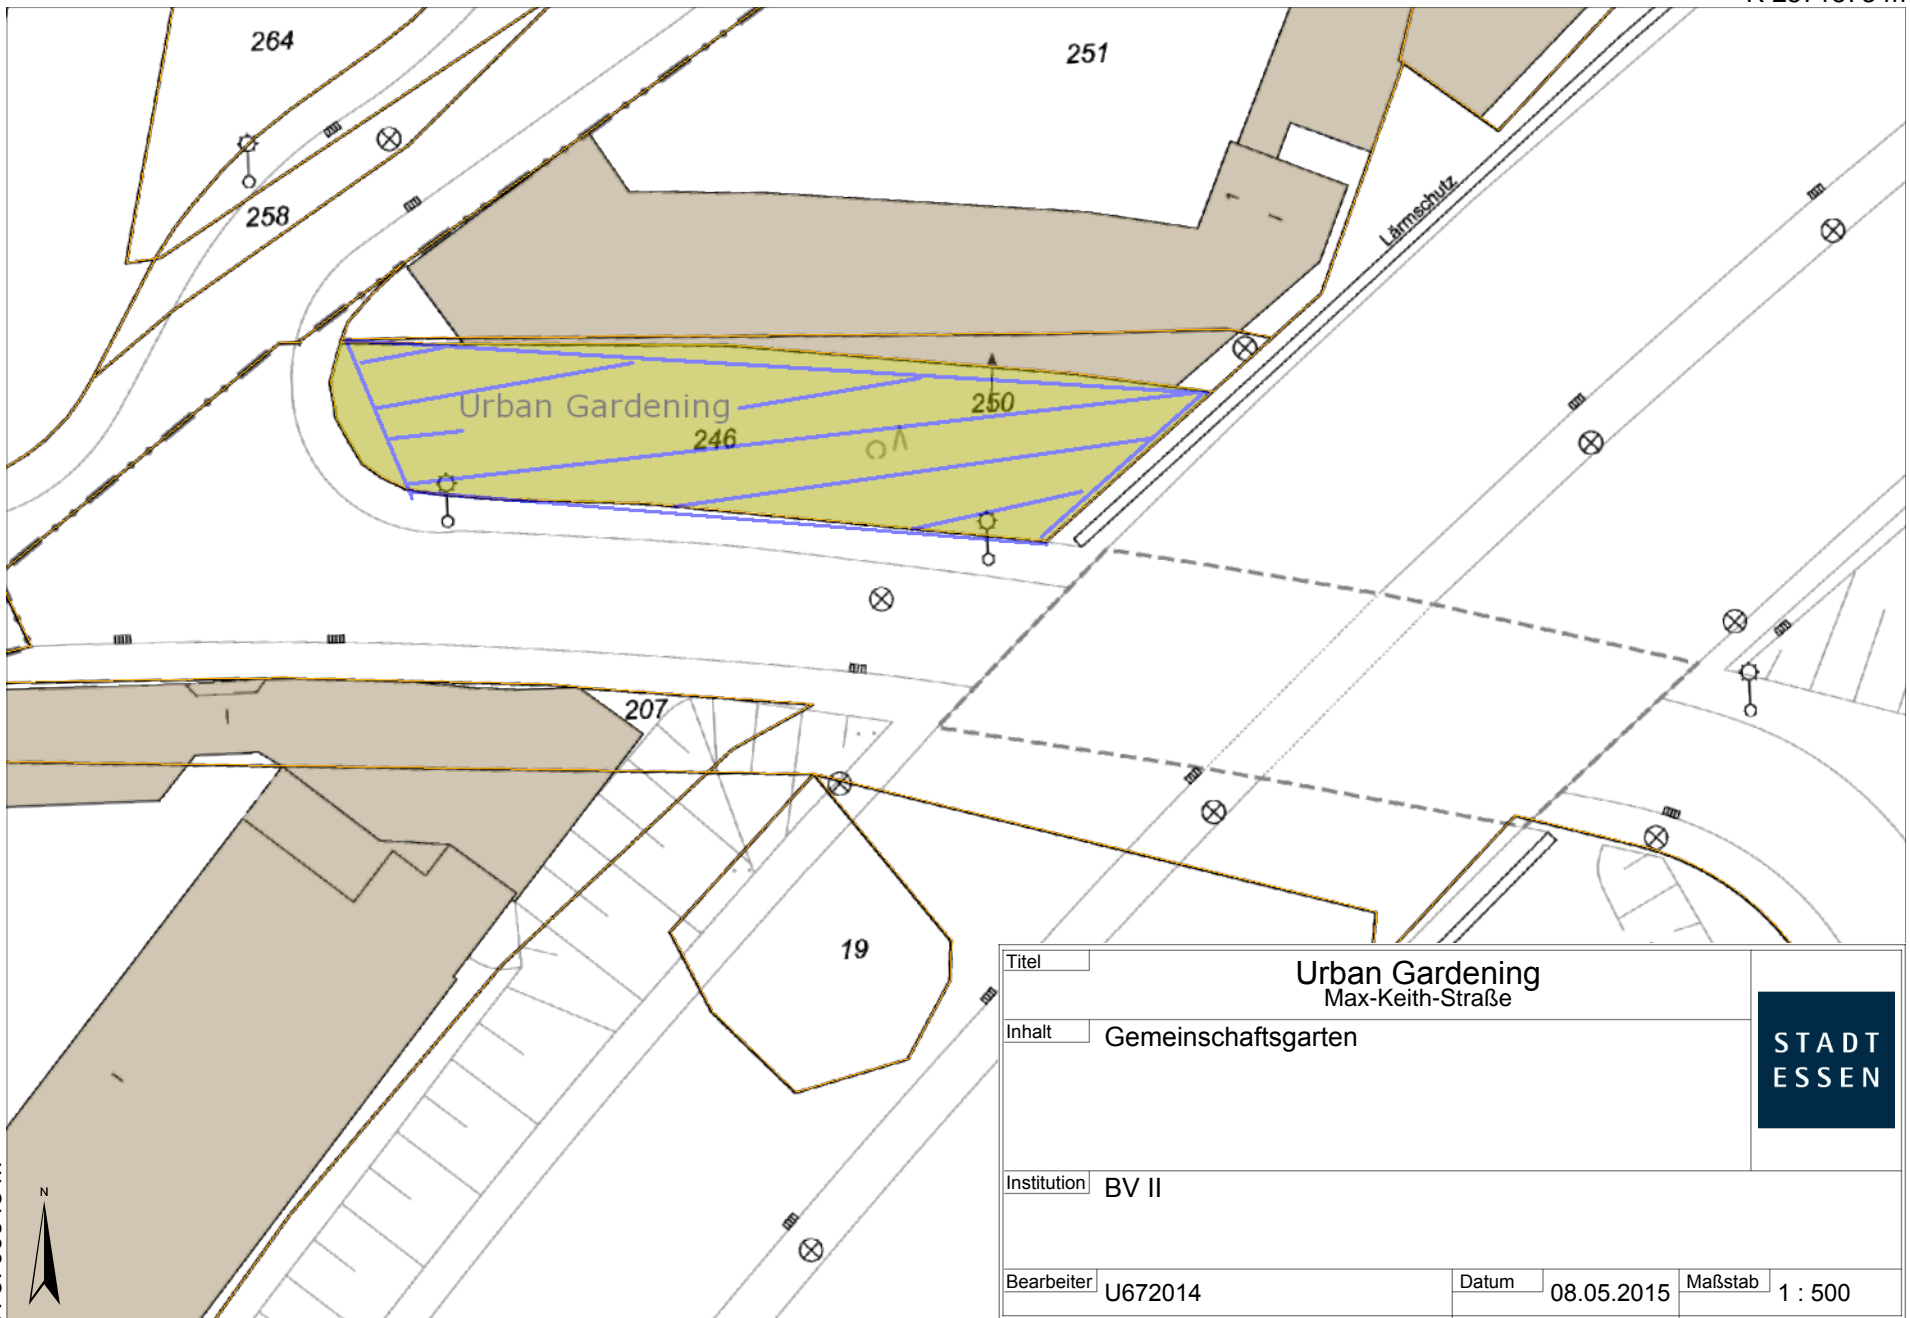 264
251
258
Lärmschutz
Urban Gardening
250
246
207
19
N
Titel
Urban Gardening
Max-Keith-Straße
Inhalt
Gemeinschaftsgarten
STADT
ESSEN
Institution
BV II
Bearbeiter
U672014
Datum
08.05.2015
Maßstab
1 : 500